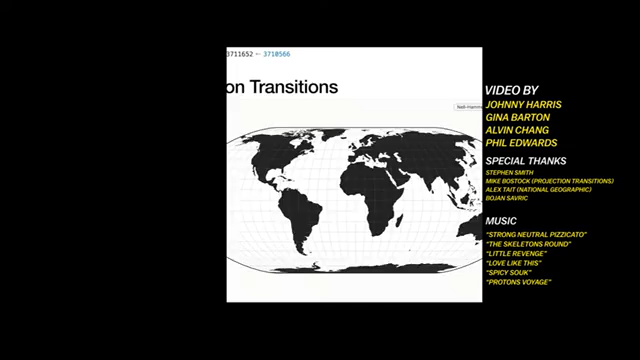 3711652 ← 3710566
on Transitions
VIDEO BY
JOHNNY HARRIS
GINA BARTON
ALVIN CHANG
PHIL EDWARDS
SPECIAL THANKS
STEPHEN SMITH
MIKE BOSTOCK (PROJECTION TRANSITIONS)
ALEX TAIT (NATIONAL GEOGRAPHIC)
BOJAN SAVRIC
MUSIC
"STRONG NEUTRAL PIZZICATO"
"THE SKELETONS ROUND"
"LITTLE REVENGE"
"LOVE LIKE THIS"
"SPICY SOUK"
"PROTONS VOYAGE"